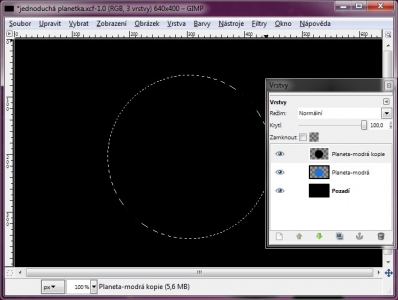 *jednoduchá planetka.xcf-1.0 (RGB, 3 vrstvy) 640x400 – GIMP
Soubor Upravit Výběr Zobrazení Obrázek Vrstva Barvy Nástroje Filtry Okno Nápověda
Vrstvy
Vrstvy
Režim: Normální
Krytí 100,0
Zamknout:
Planeta-modrá kopie
Planeta-modrá
Pozadí
px 100 % Planeta-modrá kopie (5,6 MB)